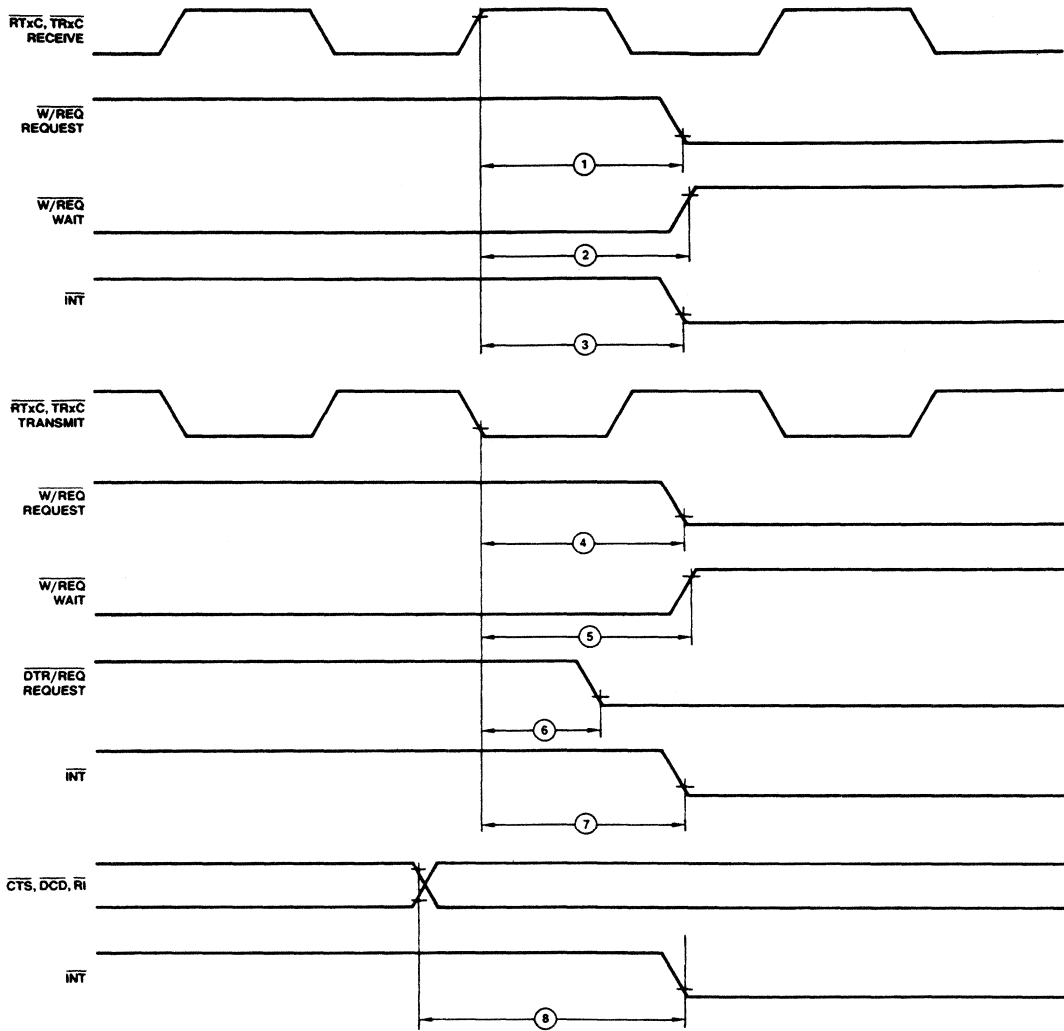 RTxC, TRxC
RECEIVE
W/REQ
REQUEST
1
W/REQ
WAIT
2
INT
3
RTxC, TRxC
TRANSMIT
W/REQ
REQUEST
4
W/REQ
WAIT
5
DTR/REQ
REQUEST
6
INT
7
CTS, DCD, RI
INT
8